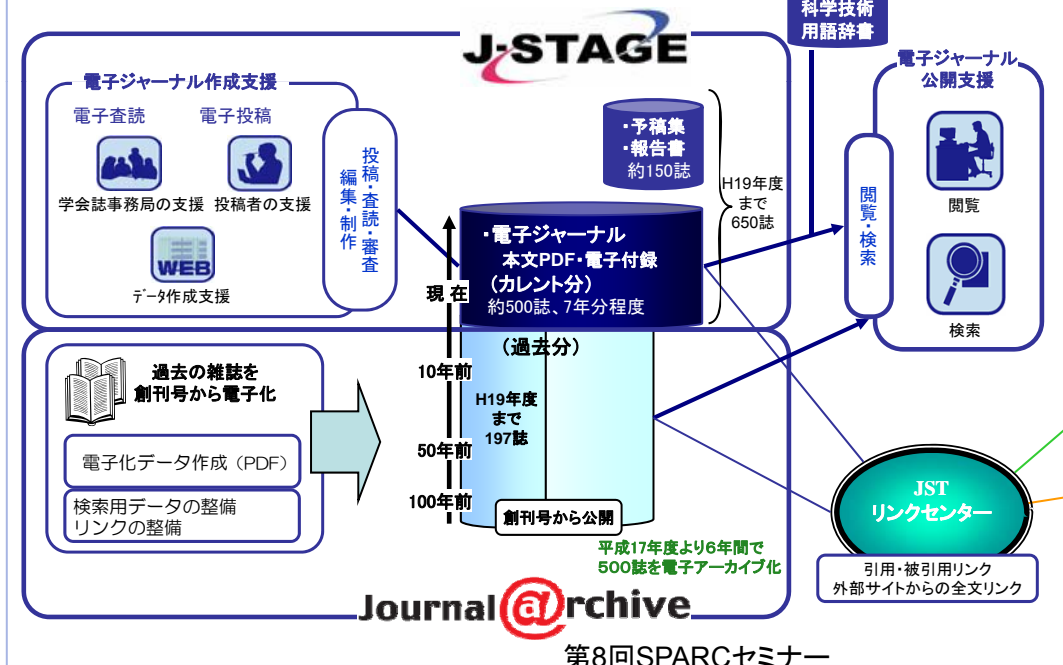 科学技術
用語辞書
J-STAGE
電子ジャーナル作成支援
電子査読
電子投稿
学会誌事務局の支援
投稿者の支援
WEB
データ作成支援
投稿・査読・審査
編集・制作
・予稿集
・報告書
約150誌
H19年度
まで
650誌
・電子ジャーナル
本文PDF・電子付録
(カレント分)
約500誌、7年分程度
電子ジャーナル
公開支援
閲覧・検索
閲覧
検索
現 在
10年前
50年前
100年前
(過去分)
H19年度
まで
197誌
創刊号から公開
過去の雑誌を
創刊号から電子化
電子化データ作成（PDF）
検索用データの整備
リンクの整備
平成17年度より6年間で
500誌を電子アーカイブ化
JST
リンクセンター
引用・被引用リンク
外部サイトからの全文リンク
Journal@rchive
第8回SPARCセミナー